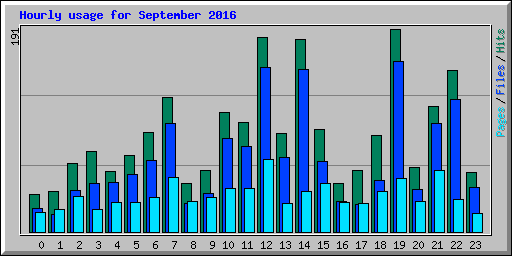 Hourly usage for September 2016
191
Pages/Files/Hits
0 1 2 3 4 5 6 7 8 9 10 11 12 13 14 15 16 17 18 19 20 21 22 23